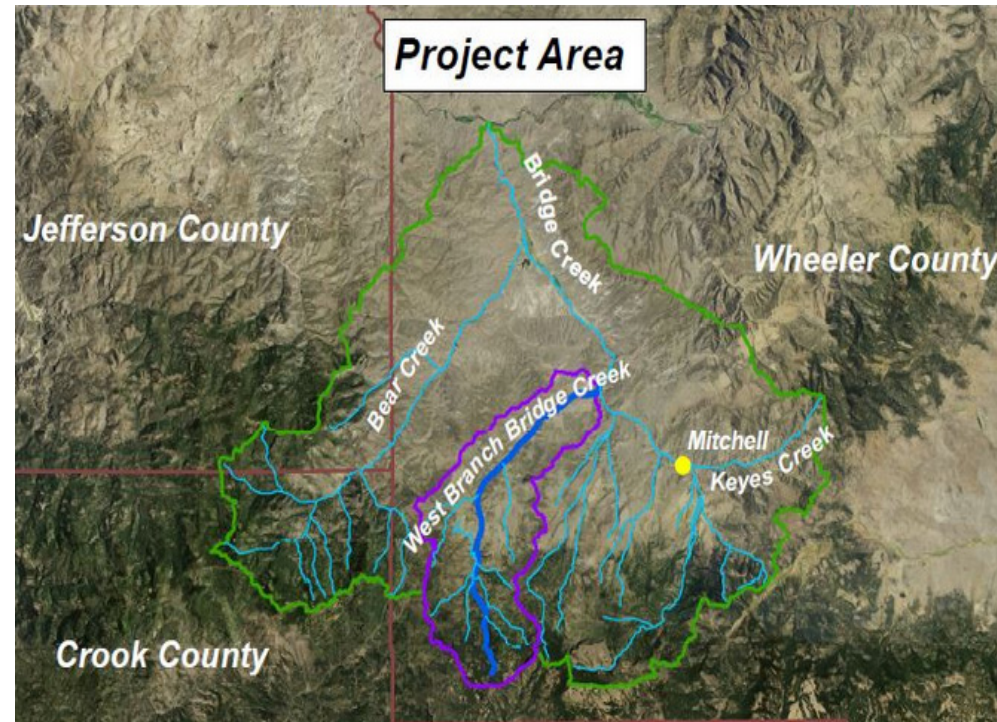 Project Area
Bridge Creek
Jefferson County
Wheeler County
Bear Creek
West Branch Bridge Creek
Mitchell
Keyes Creek
Crook County